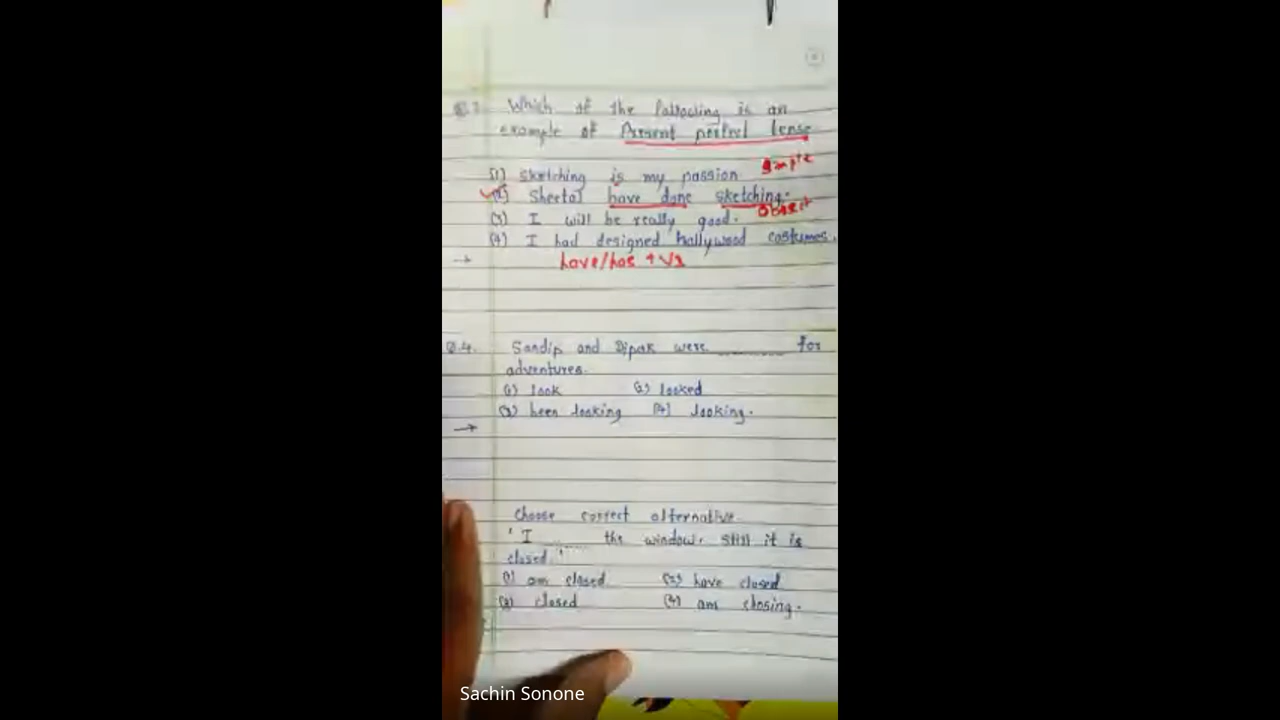 Q.3. Which of the following is an
example of Present perfect tense
(1) Sketching is my passion
simple
(2) Sheetal have done sketching.
object
(3) I will be really good.
(4) I had designed hallywood costumes.
→ have/has + V3
Q.4. Sandip and Dipak were ......... for
adventures.
(1) look (2) looked
(3) been looking (4) looking.
→
Choose correct alternative.
' I ...... the window. still it is
closed.'
(1) am closed (2) have closed
(3) closed (4) am closing.
Sachin Sonone